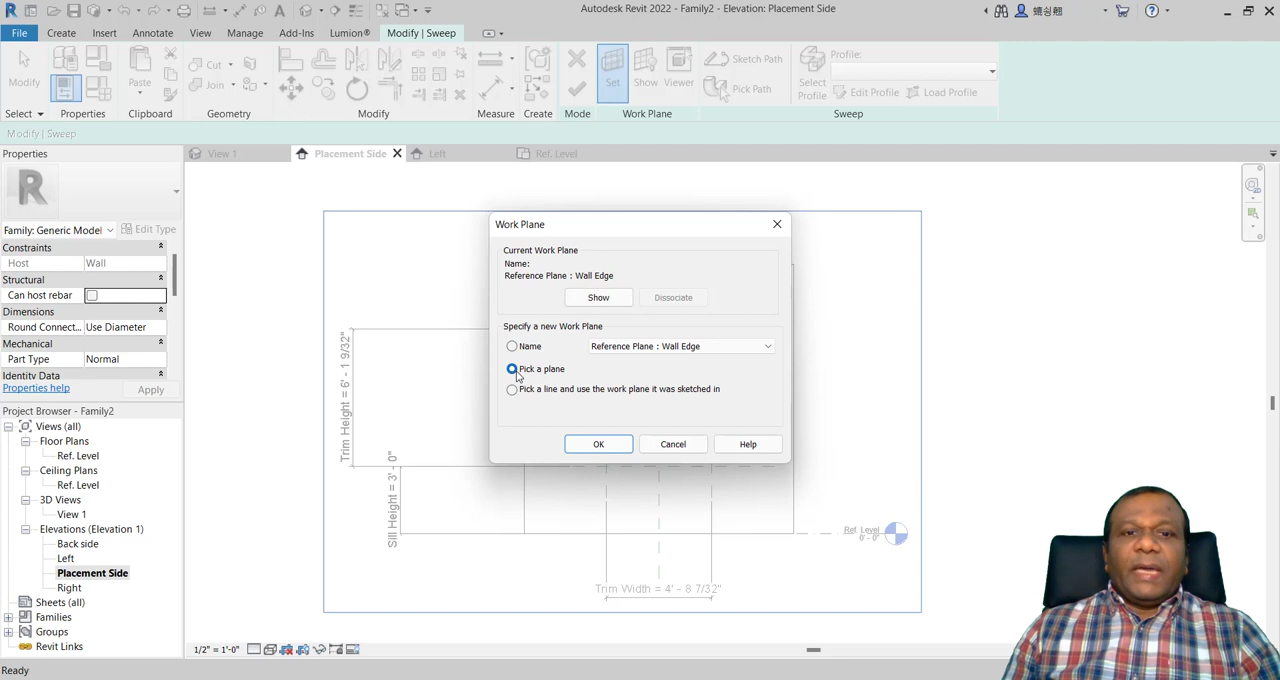 Autodesk Revit 2022 - Family2 - Elevation: Placement Side
File Create Insert Annotate View Manage Add-Ins Lumion® Modify | Sweep
Modify Paste Cut Join Set Show Viewer Sketch Path Pick Path Select Profile Profile: Edit Profile Load Profile
Select Properties Clipboard Geometry Modify Measure Create Mode Work Plane Sweep
Modify | Sweep
Properties View 1 Placement Side Left Ref. Level
Family: Generic Model Edit Type
Constraints
Host Wall
Structural
Can host rebar
Dimensions
Round Connect... Use Diameter
Mechanical
Part Type Normal
Identity Data
Properties help Apply
Project Browser - Family2
Views (all)
Floor Plans
Ref. Level
Ceiling Plans
Ref. Level
3D Views
View 1
Elevations (Elevation 1)
Back side
Left
Placement Side
Right
Sheets (all)
Families
Groups
Revit Links
Work Plane
Current Work Plane
Name:
Reference Plane : Wall Edge
Show Dissociate
Specify a new Work Plane
Name Reference Plane : Wall Edge
Pick a plane
Pick a line and use the work plane it was sketched in
OK Cancel Help
Trim Height = 6' - 1 9/32"
Sill Height = 3' - 0"
Ref. Level
0' - 0"
Trim Width = 4' - 8 7/32"
1/2" = 1'-0"
Ready